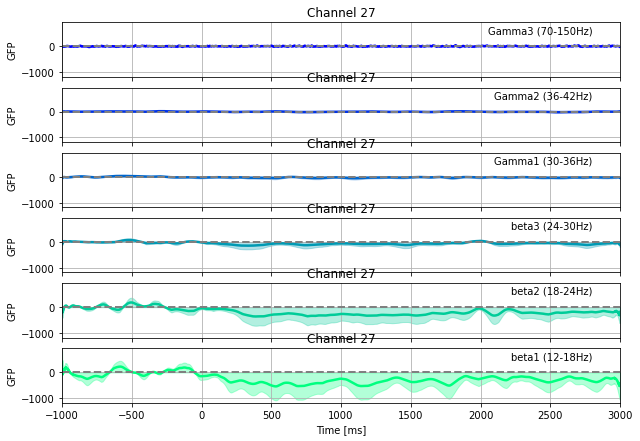 Channel 27
Gamma3 (70-150Hz)
GFP
0
−1000
Channel 27
Gamma2 (36-42Hz)
GFP
0
−1000
Channel 27
Gamma1 (30-36Hz)
GFP
0
−1000
Channel 27
beta3 (24-30Hz)
GFP
0
−1000
Channel 27
beta2 (18-24Hz)
GFP
0
−1000
Channel 27
beta1 (12-18Hz)
GFP
0
−1000
−1000 −500 0 500 1000 1500 2000 2500 3000
Time [ms]